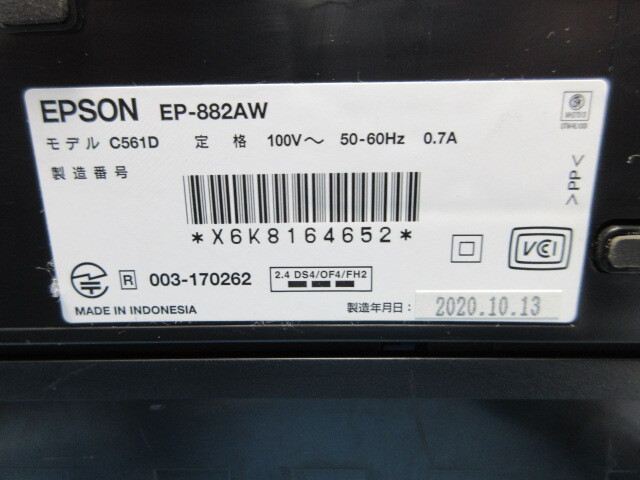 EPSON EP-882AW
モデル C561D 定 格 100V～ 50-60Hz 0.7A
製造番号
*X6K8164652*
>PP<
VCI
R 003-170262
2.4 DS4/OF4/FH2
MADE IN INDONESIA
製造年月日： 2020.10.13